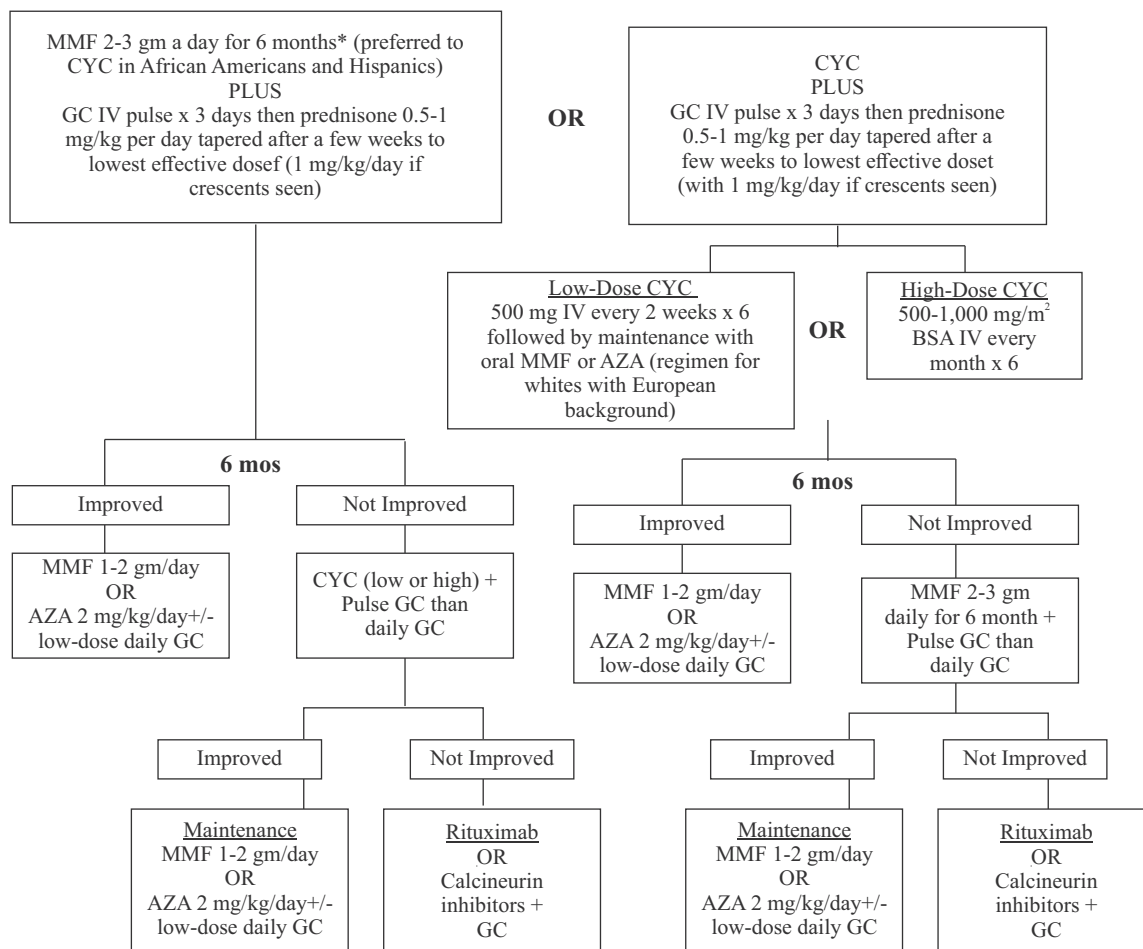 MMF 2-3 gm a day for 6 months* (preferred to
CYC in African Americans and Hispanics)
PLUS
GC IV pulse x 3 days then prednisone 0.5-1
mg/kg per day tapered after a few weeks to
lowest effective dosef (1 mg/kg/day if
crescents seen)
OR
CYC
PLUS
GC IV pulse x 3 days then prednisone
0.5-1 mg/kg per day tapered after a
few weeks to lowest effective doset
(with 1 mg/kg/day if crescents seen)
Low-Dose CYC
500 mg IV every 2 weeks x 6
followed by maintenance with
oral MMF or AZA (regimen for
whites with European
background)
OR
High-Dose CYC
500-1,000 mg/m²
BSA IV every
month x 6
6 mos
Improved
Not Improved
MMF 1-2 gm/day
OR
AZA 2 mg/kg/day+/-
low-dose daily GC
CYC (low or high) +
Pulse GC than
daily GC
6 mos
Improved
Not Improved
MMF 1-2 gm/day
OR
AZA 2 mg/kg/day+/-
low-dose daily GC
MMF 2-3 gm
daily for 6 month +
Pulse GC than
daily GC
Improved
Not Improved
Maintenance
MMF 1-2 gm/day
OR
AZA 2 mg/kg/day+/-
low-dose daily GC
Rituximab
OR
Calcineurin
inhibitors +
GC
Improved
Not Improved
Maintenance
MMF 1-2 gm/day
OR
AZA 2 mg/kg/day+/-
low-dose daily GC
Rituximab
OR
Calcineurin
inhibitors +
GC